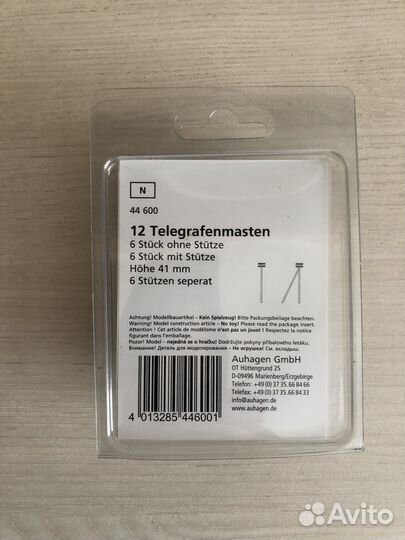 N
44 600
12 Telegrafenmasten
6 Stück ohne Stütze
6 Stück mit Stütze
Höhe 41 mm
6 Stützen seperat
Achtung! Modellbauartikel – Kein Spielzeug! Bitte Packungsbeilage beachten.
Warning! Model construction article – No toy! Please read the package insert.
Attention ! Cet article de modélisme n'est pas un jouet ! Respectez la notice
figurant dans l'emballage.
Pozor! Model – nejedná se o hračku! Dodržujte pokyny přibalového letáku.
Внимание! Деталь для моделирования – Не игрушка! См. вкладыш.
Auhagen GmbH
OT Hüttengrund 25
D-09496 Marienberg/Erzgebirge
Telefon: +49 (0) 37 35. 66 84 66
Telefax: +49 (0) 37 35. 66 84 33
info@auhagen.de
www.auhagen.de
4 013285 446001
Avito